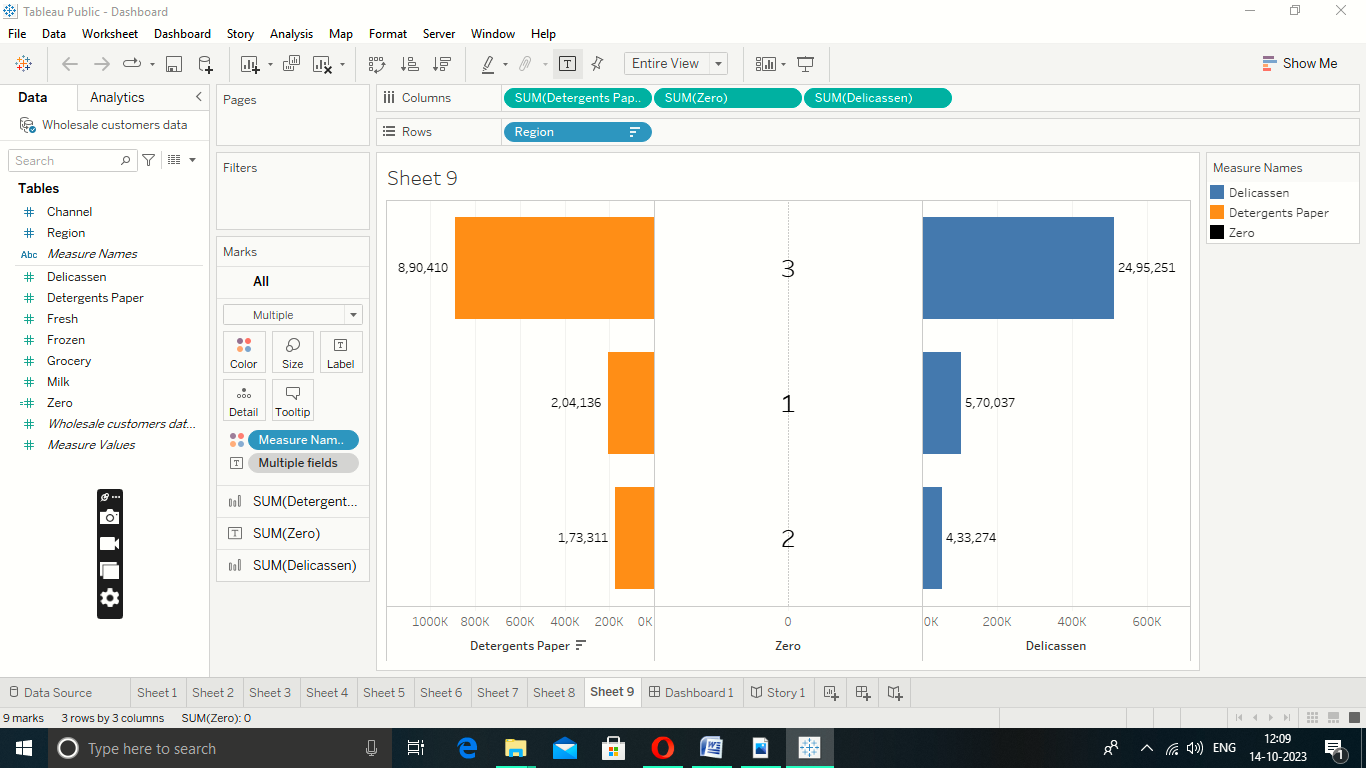 Tableau Public - Dashboard
File Data Worksheet Dashboard Story Analysis Map Format Server Window Help
Entire View
Show Me
Data Analytics
Pages
Columns SUM(Detergents Pap.. SUM(Zero) SUM(Delicassen)
Wholesale customers data
Rows Region
Search
Filters
Sheet 9
Measure Names
Tables
Delicassen
Detergents Paper
Zero
# Channel
# Region
Abc Measure Names
# Delicassen
# Detergents Paper
# Fresh
# Frozen
# Grocery
# Milk
=# Zero
# Wholesale customers dat...
# Measure Values
Marks
All
Multiple
Color Size Label
Detail Tooltip
Measure Nam..
Multiple fields
SUM(Detergent...
SUM(Zero)
SUM(Delicassen)
8,90,410 3 24,95,251
2,04,136 1 5,70,037
1,73,311 2 4,33,274
1000K 800K 600K 400K 200K 0K 0 0K 200K 400K 600K
Detergents Paper Zero Delicassen
Data Source Sheet 1 Sheet 2 Sheet 3 Sheet 4 Sheet 5 Sheet 6 Sheet 7 Sheet 8 Sheet 9 Dashboard 1 Story 1
9 marks 3 rows by 3 columns SUM(Zero): 0
Type here to search
ENG
12:09
14-10-2023
1